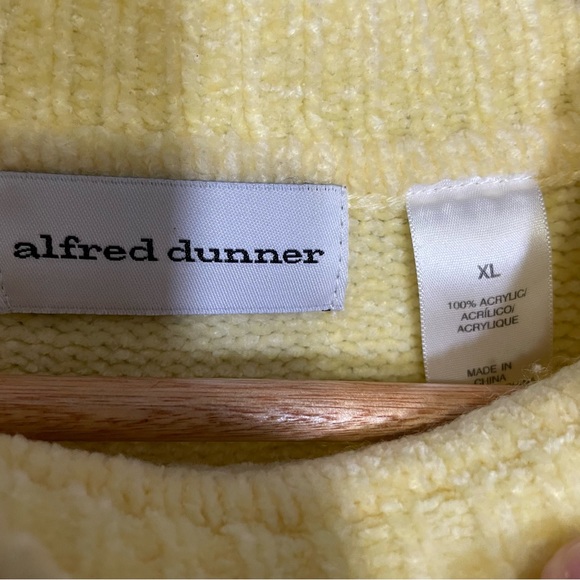 alfred dunner
XL
100% ACRYLIC/
ACRÍLICO/
ACRYLIQUE
MADE IN
CHINA